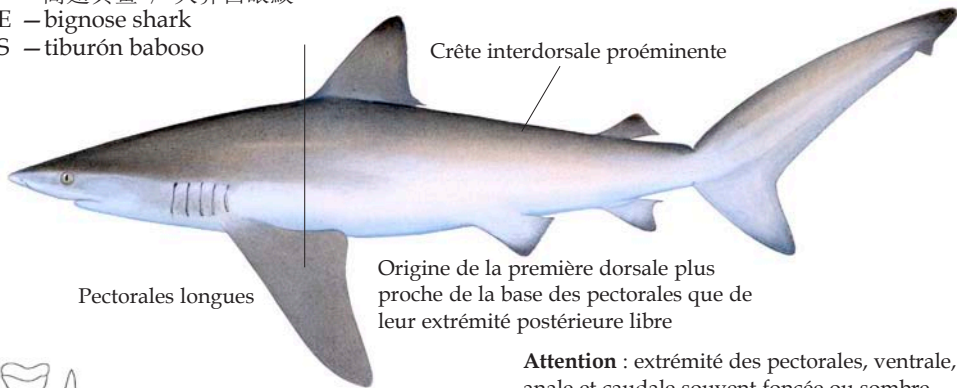 E – bignose shark
S – tiburón baboso
Crête interdorsale proéminente
Pectorales longues
Origine de la première dorsale plus
proche de la base des pectorales que de
leur extrémité postérieure libre
Attention : extrémité des pectorales, ventrale,
anale et caudale souvent foncée ou sombre